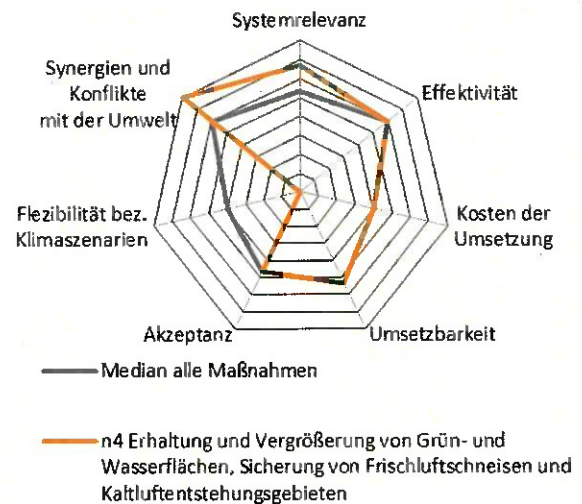 Systemrelevanz
Synergien und
Konflikte
mit der Umwelt
Effektivität
Flezibilität bez.
Klimaszenarien
Kosten der
Umsetzung
Akzeptanz
Umsetzbarkeit
Median alle Maßnahmen
n4 Erhaltung und Vergrößerung von Grün- und
Wasserflächen, Sicherung von Frischluftschneisen und
Kaltluftentstehungsgebieten